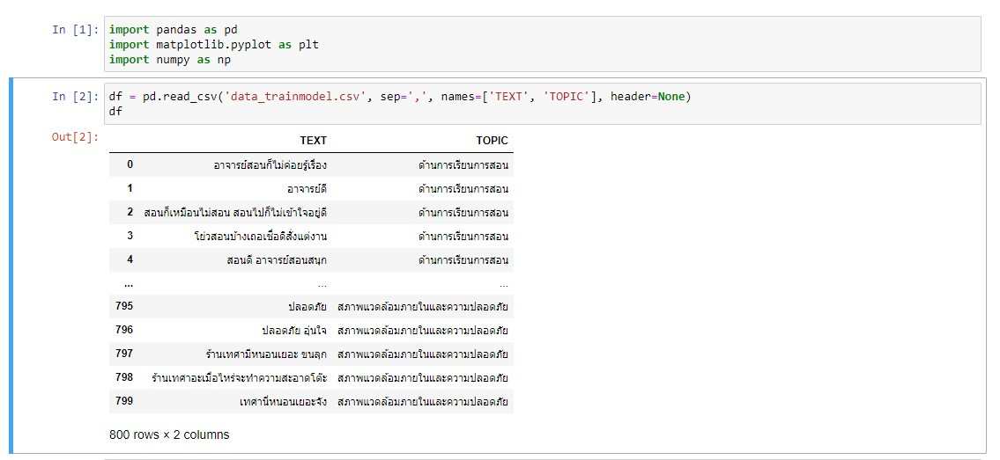 In [1]: import pandas as pd
import matplotlib.pyplot as plt
import numpy as np
In [2]: df = pd.read_csv('data_trainmodel.csv', sep=',', names=['TEXT', 'TOPIC'], header=None)
df
Out[2]:
TEXT TOPIC
0 อาจารย์สอนก็ไม่ค่อยรู้เรื่อง ด้านการเรียนการสอน
1 อาจารย์ดี ด้านการเรียนการสอน
2 สอนก็เหมือนไม่สอน สอนไปก็ไม่เข้าใจอยู่ดี ด้านการเรียนการสอน
3 โย่วสอนบ้างเถอเชื่อดิสั่งแต่งาน ด้านการเรียนการสอน
4 สอนดี อาจารย์สอนสนุก ด้านการเรียนการสอน
... ... ...
795 ปลอดภัย สภาพแวดล้อมภายในและความปลอดภัย
796 ปลอดภัย อุ่นใจ สภาพแวดล้อมภายในและความปลอดภัย
797 ร้านเทศามีหนอนเยอะ ขนลุก สภาพแวดล้อมภายในและความปลอดภัย
798 ร้านเทศาอะเมื่อไหร่จะทำความสะอาดโต๊ะ สภาพแวดล้อมภายในและความปลอดภัย
799 เทศานี่หนอนเยอะจัง สภาพแวดล้อมภายในและความปลอดภัย
800 rows × 2 columns